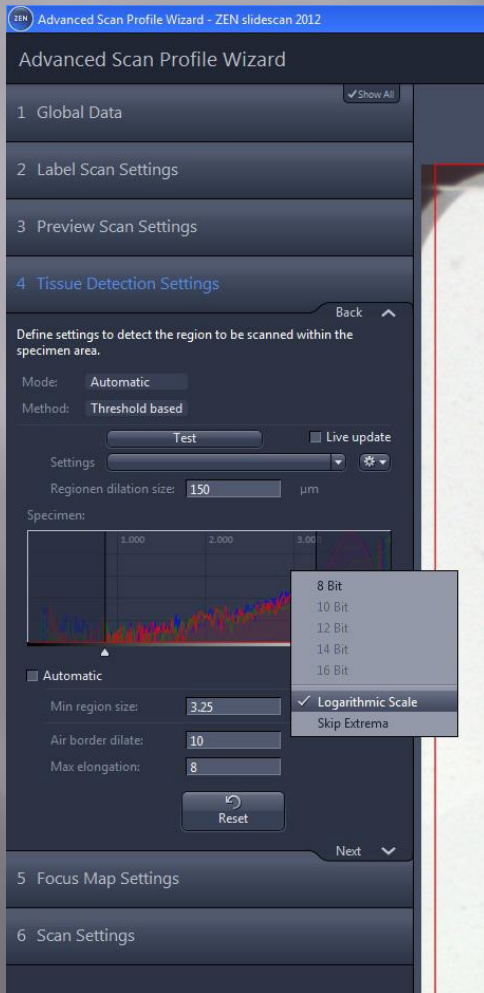 ZEN Advanced Scan Profile Wizard - ZEN slidescan 2012
Advanced Scan Profile Wizard
Show All
1 Global Data
2 Label Scan Settings
3 Preview Scan Settings
4 Tissue Detection Settings
Back
Define settings to detect the region to be scanned within the
specimen area.
Mode: Automatic
Method: Threshold based
Test Live update
Settings
Regionen dilation size: 150 µm
Specimen:
1.000 2.000 3.000
8 Bit
10 Bit
12 Bit
14 Bit
16 Bit
Logarithmic Scale
Skip Extrema
Automatic
Min region size: 3.25
Air border dilate: 10
Max elongation: 8
Reset
Next
5 Focus Map Settings
6 Scan Settings